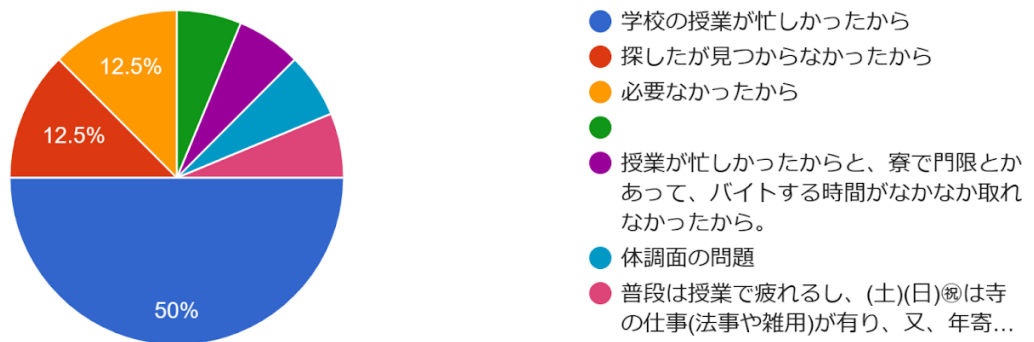 12.5%
12.5%
50%
学校の授業が忙しかったから
探したが見つからなかったから
必要なかったから
授業が忙しかったからと、寮で門限とか
あって、バイトする時間がなかなか取れ
なかったから。
体調面の問題
普段は授業で疲れるし、(土)(日)㊗は寺
の仕事(法事や雑用)が有り、又、年寄…